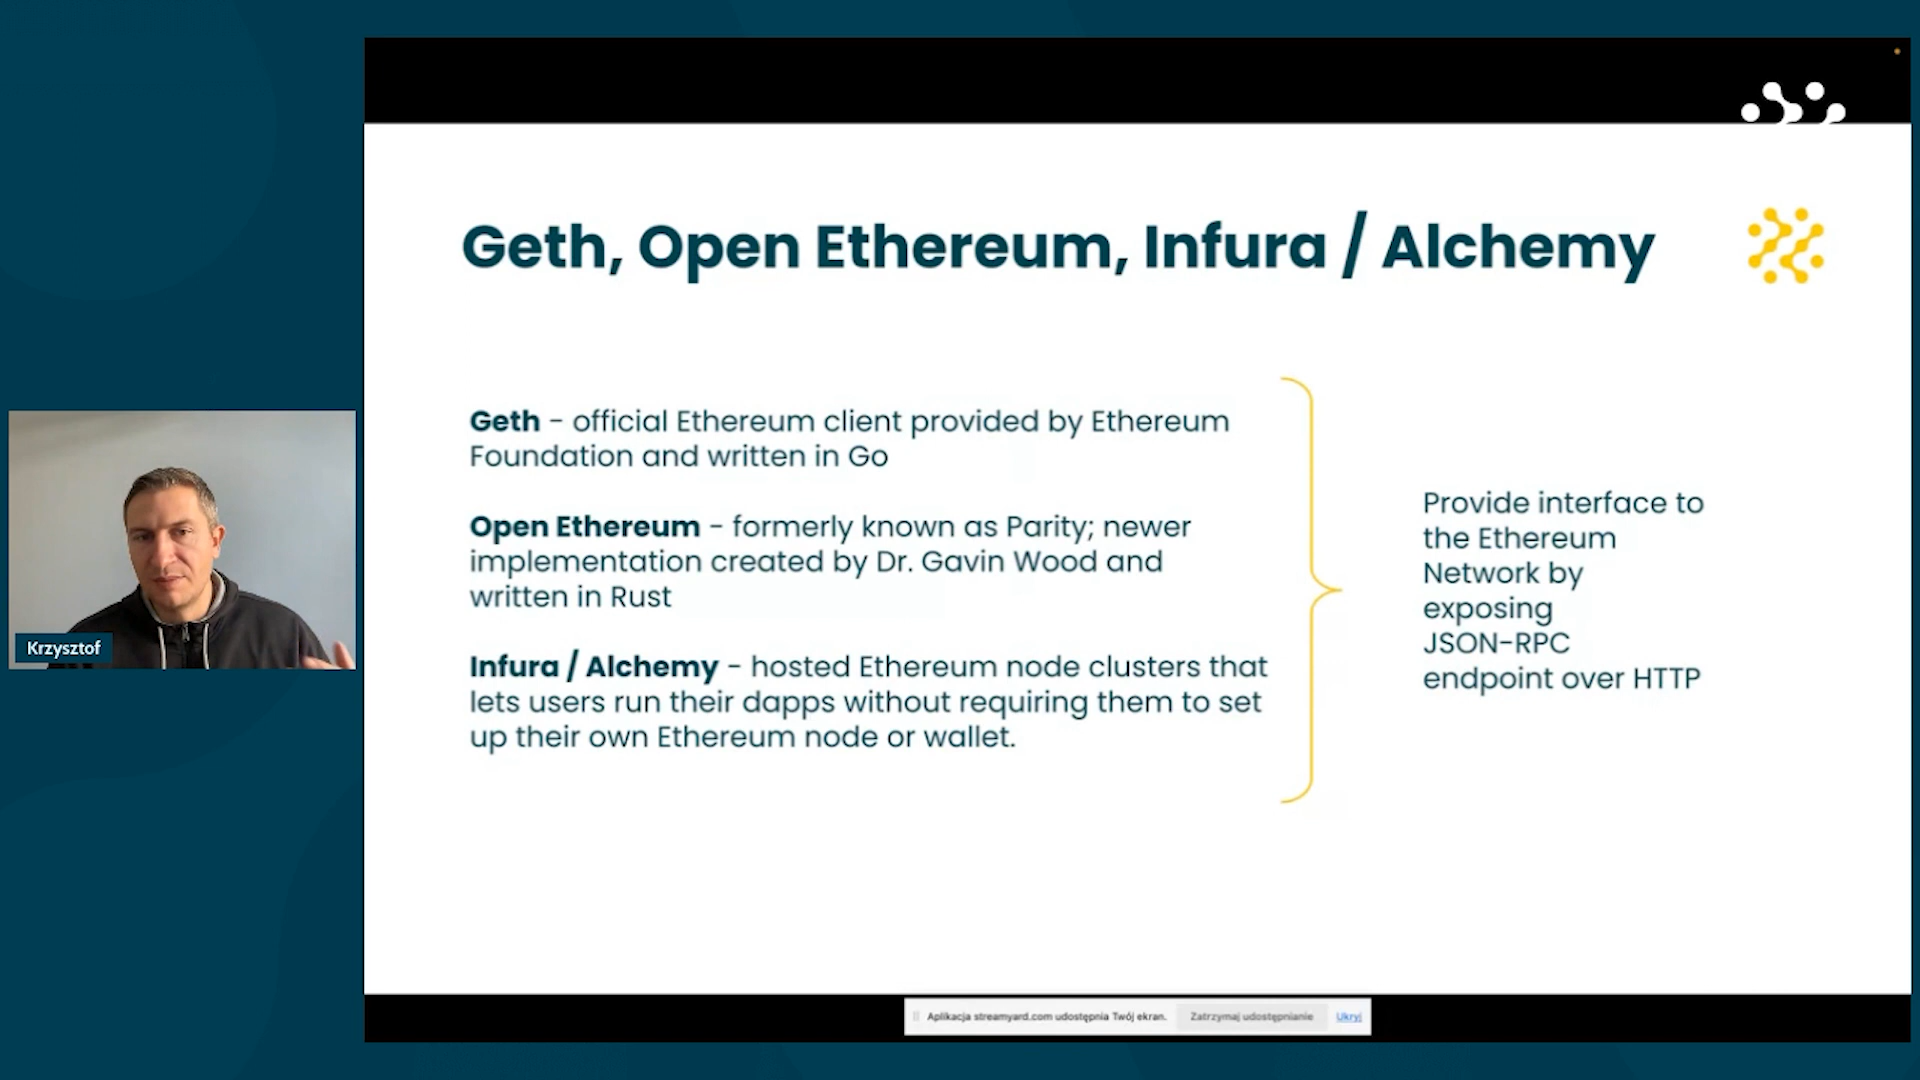 Geth, Open Ethereum, Infura / Alchemy
Geth - official Ethereum client provided by Ethereum
Foundation and written in Go
Open Ethereum - formerly known as Parity; newer
implementation created by Dr. Gavin Wood and
written in Rust
Infura / Alchemy - hosted Ethereum node clusters that
lets users run their dapps without requiring them to set
up their own Ethereum node or wallet.
Provide interface to
the Ethereum
Network by
exposing
JSON-RPC
endpoint over HTTP
Krzysztof
Aplikacja streamyard.com udostępnia Twój ekran.
Zatrzymaj udostępnianie
Ukryj